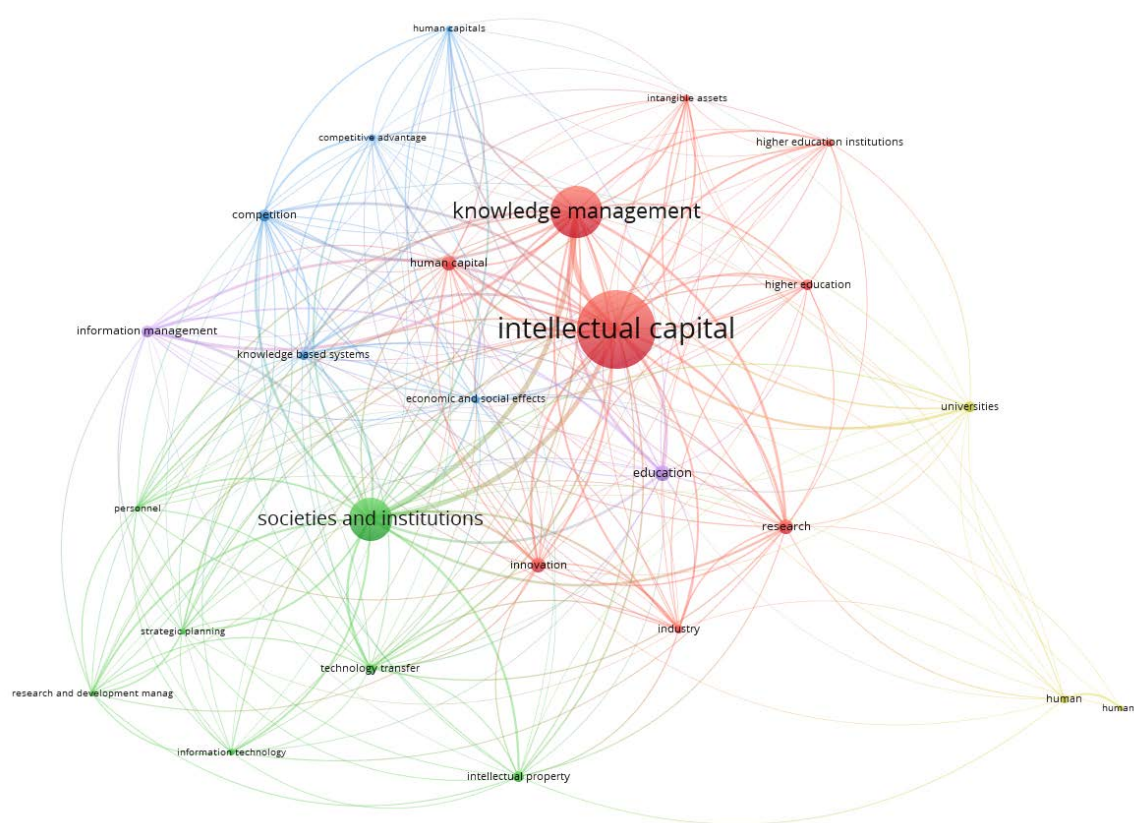 human capitals
intangible assets
competitive advantage
higher education institutions
knowledge management
competition
human capital
higher education
intellectual capital
information management
knowledge based systems
economic and social effects
universities
education
personnel
societies and institutions
research
innovation
industry
strategic planning
technology transfer
research and development manag
human
human
information technology
intellectual property